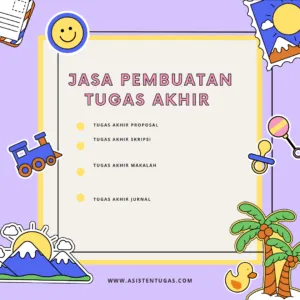 JASA PEMBUATAN
TUGAS AKHIR
TUGAS AKHIR PROPOSAL
TUGAS AKHIR SKRIPSI
TUGAS AKHIR MAKALAH
TUGAS AKHIR JURNAL
WWW.ASISTENTUGAS.COM